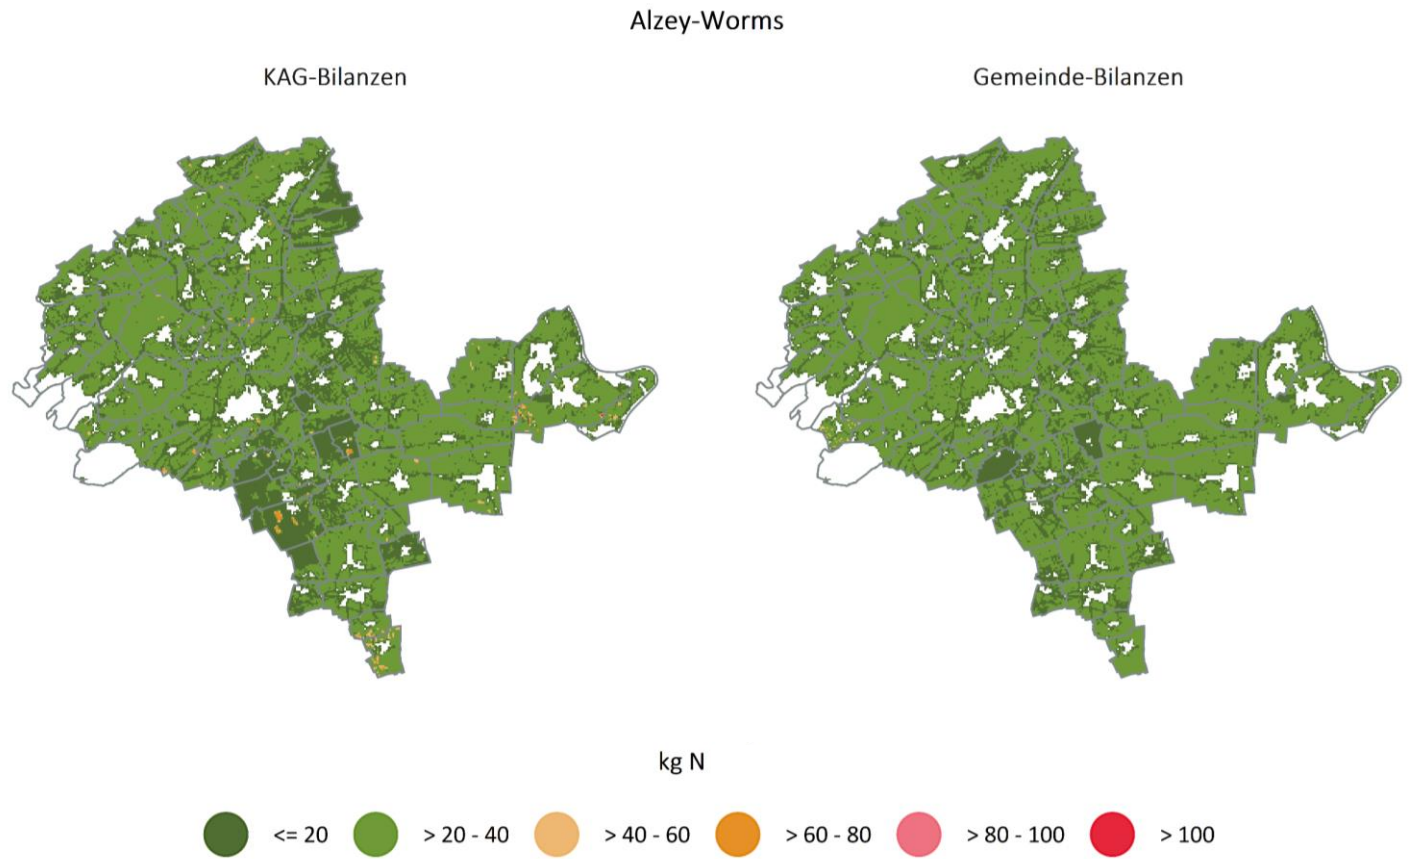 Alzey-Worms
KAG-Bilanzen
Gemeinde-Bilanzen
kg N
<= 20
> 20 - 40
> 40 - 60
> 60 - 80
> 80 - 100
> 100